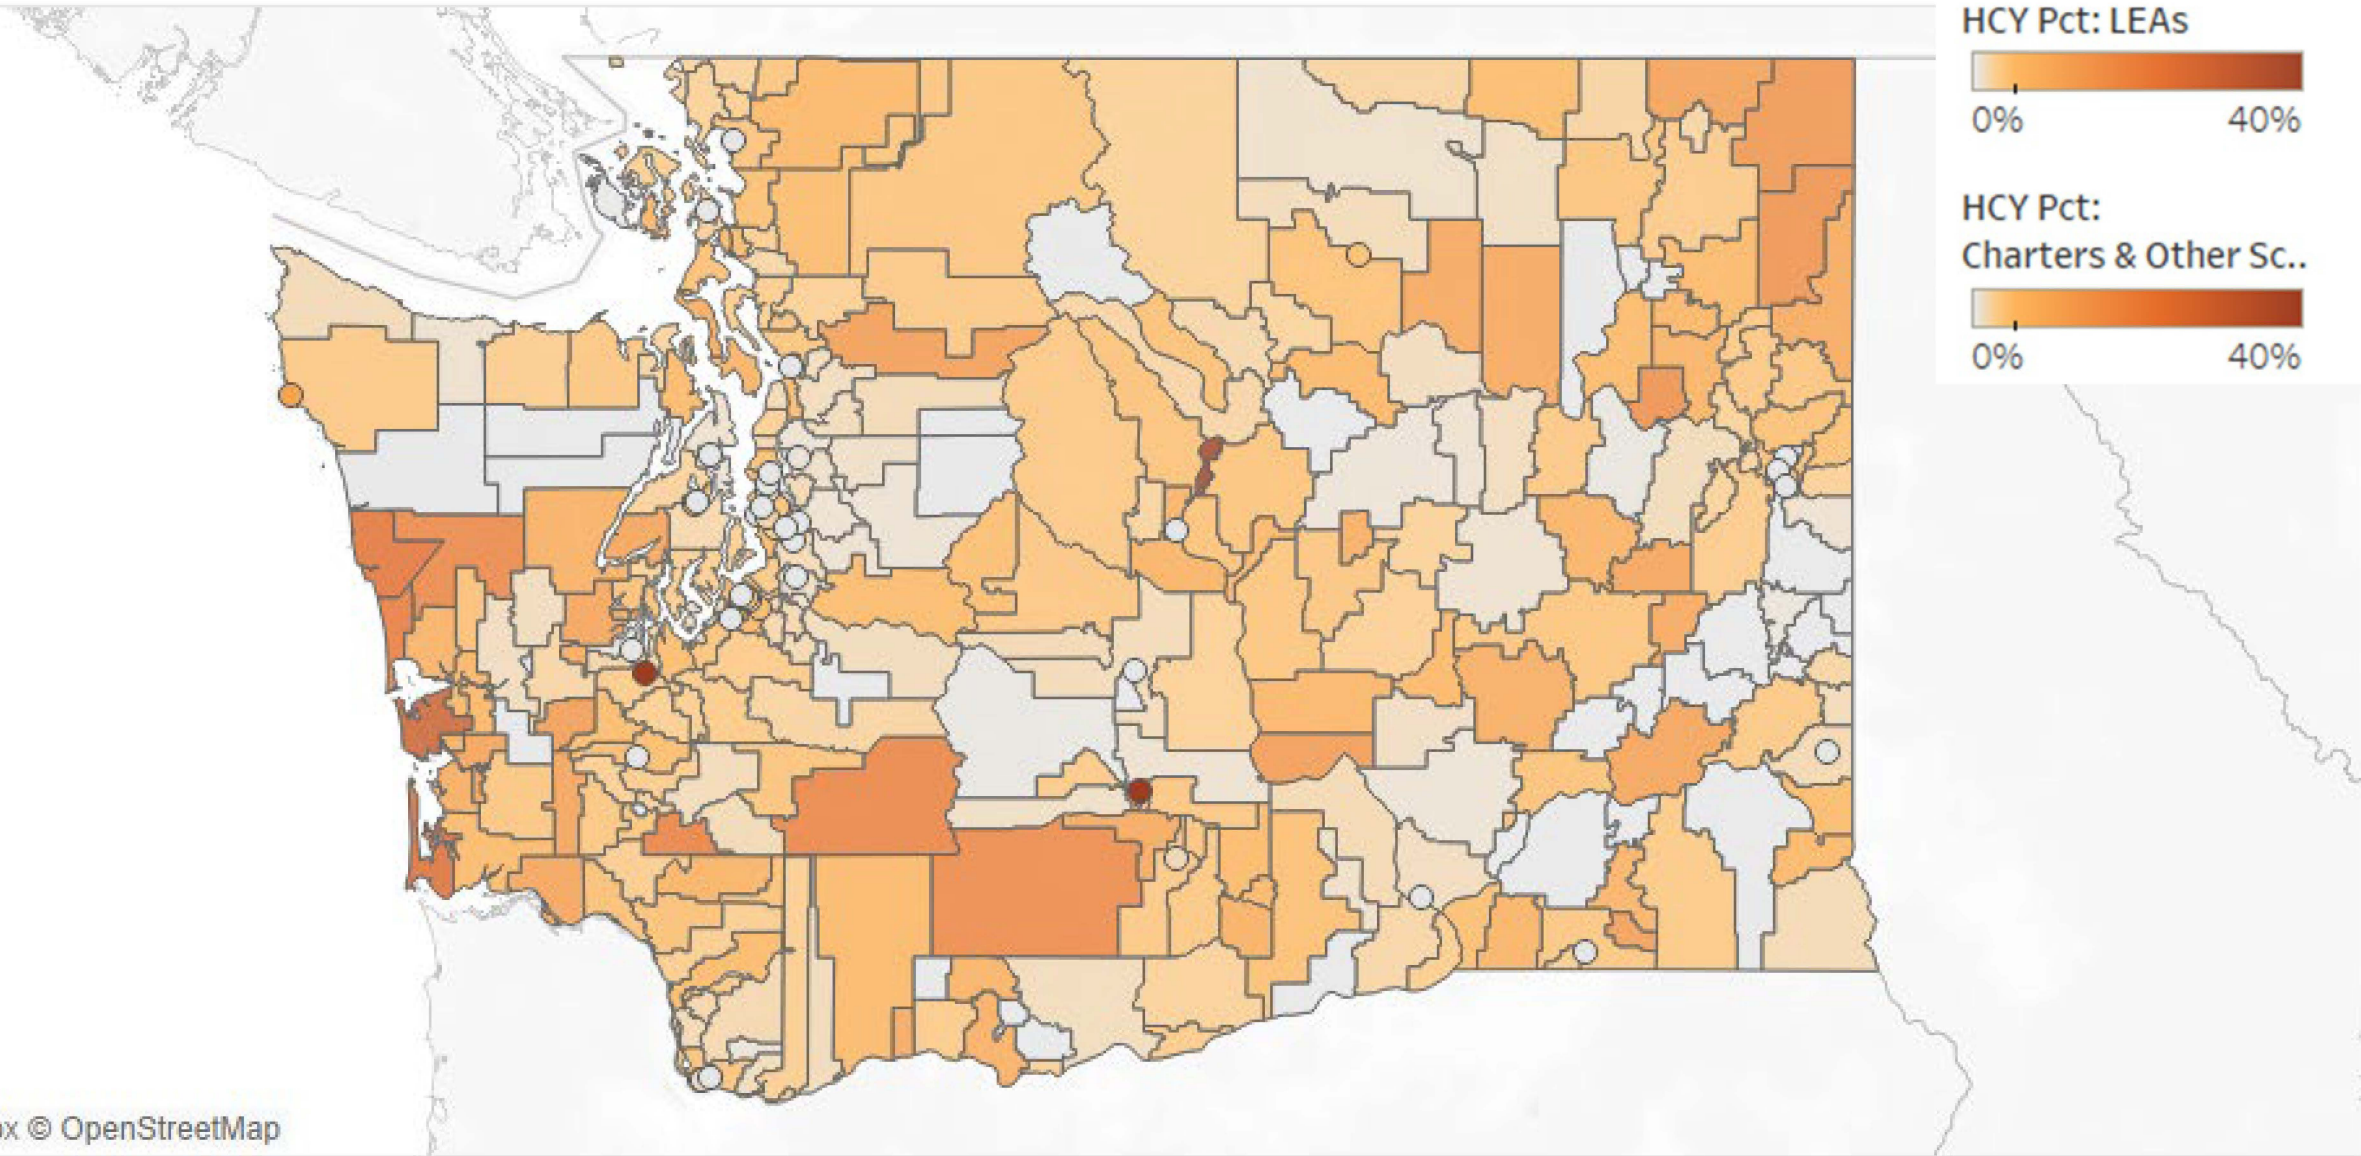 HCY Pct: LEAs
0% 40%
HCY Pct:
Charters & Other Sc..
0% 40%
© OpenStreetMap